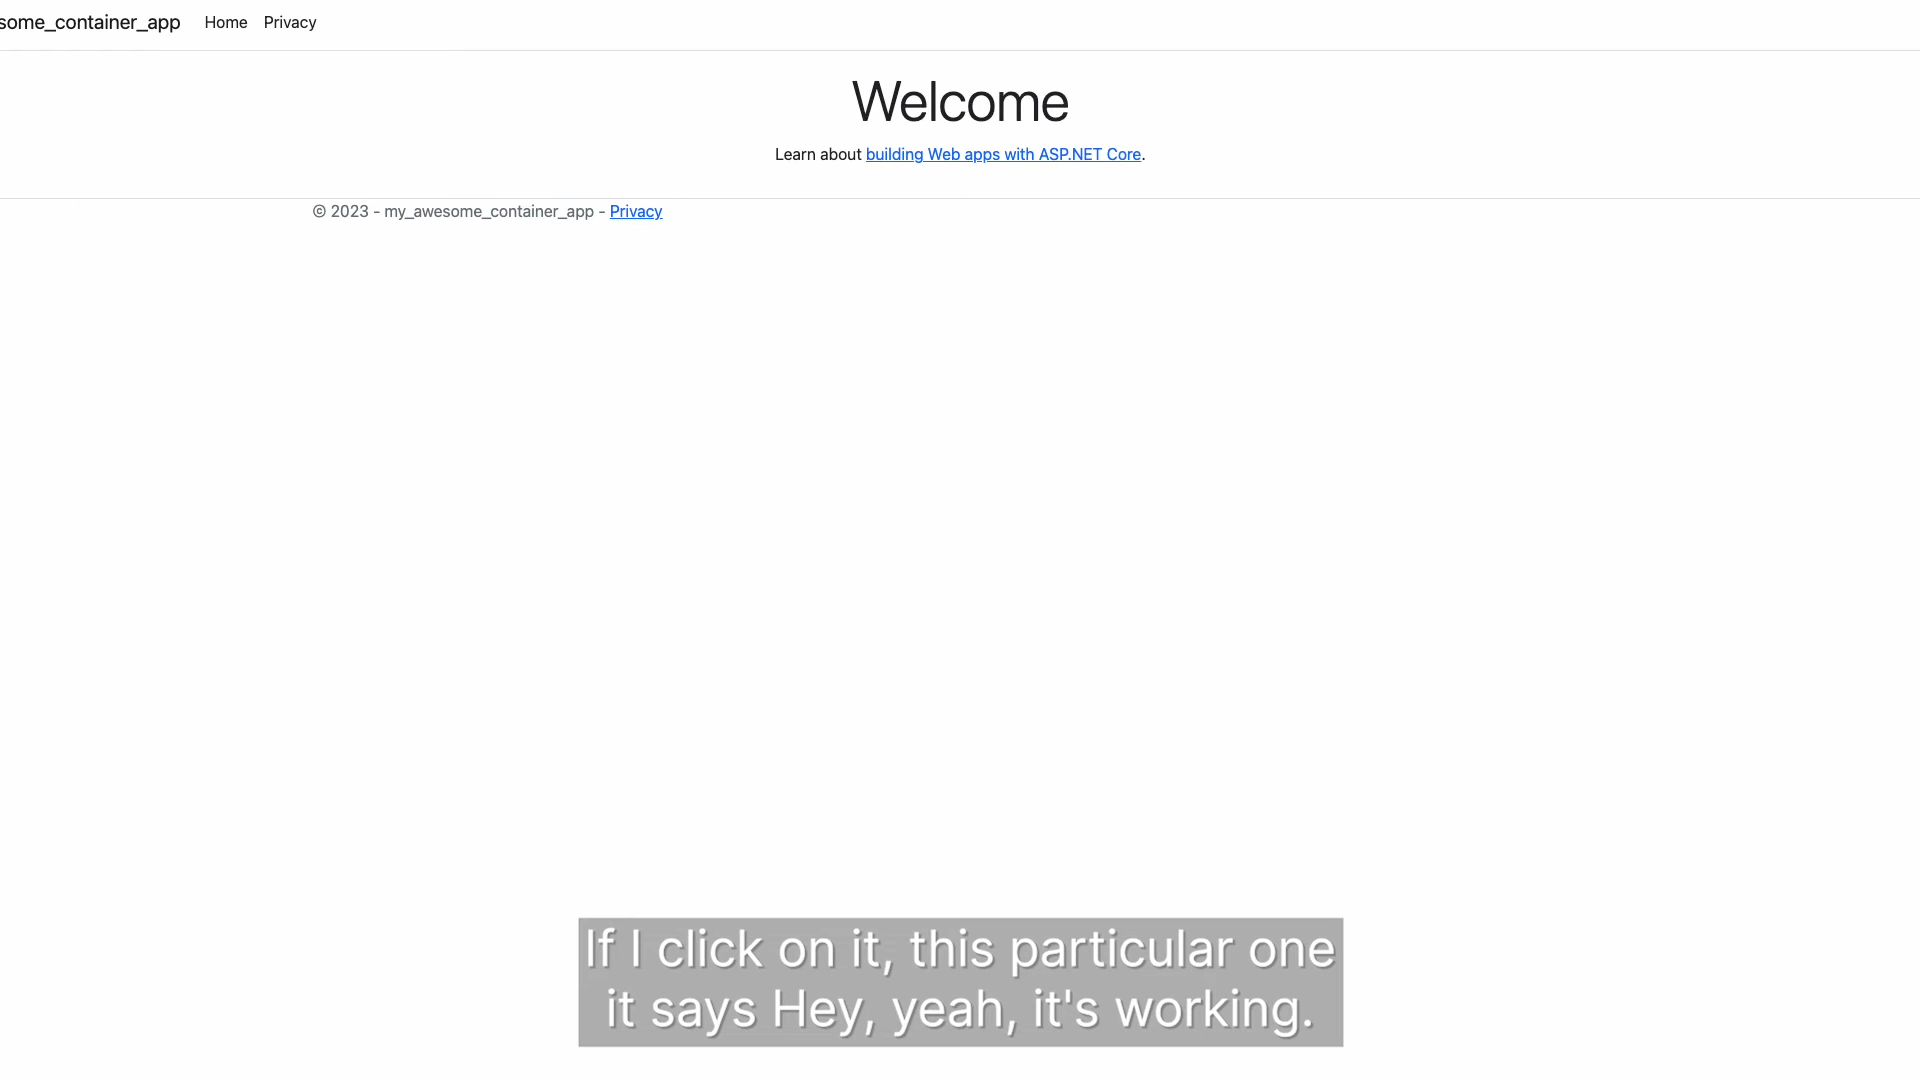 some_container_app Home Privacy
Welcome
Learn about building Web apps with ASP.NET Core.
© 2023 - my_awesome_container_app - Privacy
If I click on it, this particular one
it says Hey, yeah, it's working.